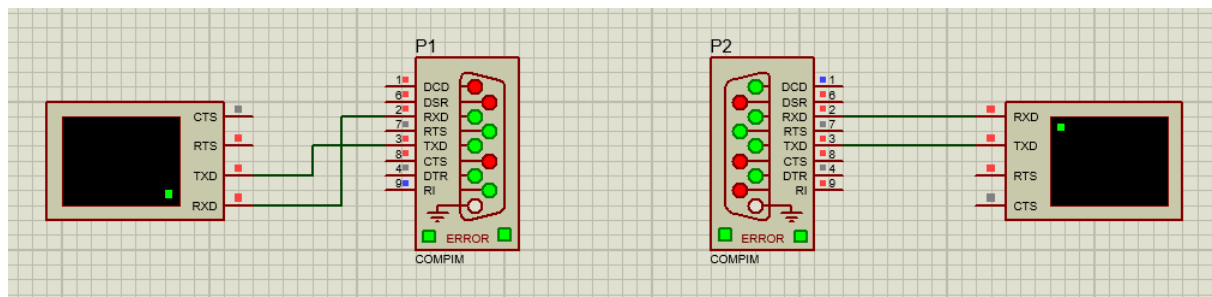 P1
P2
CTS
RTS
TXD
RXD
1
6
2
7
3
8
4
9
DCD
DSR
RXD
RTS
TXD
CTS
DTR
RI
ERROR
COMPIM
DCD
DSR
RXD
RTS
TXD
CTS
DTR
RI
1
6
2
7
3
8
4
9
ERROR
COMPIM
RXD
TXD
RTS
CTS